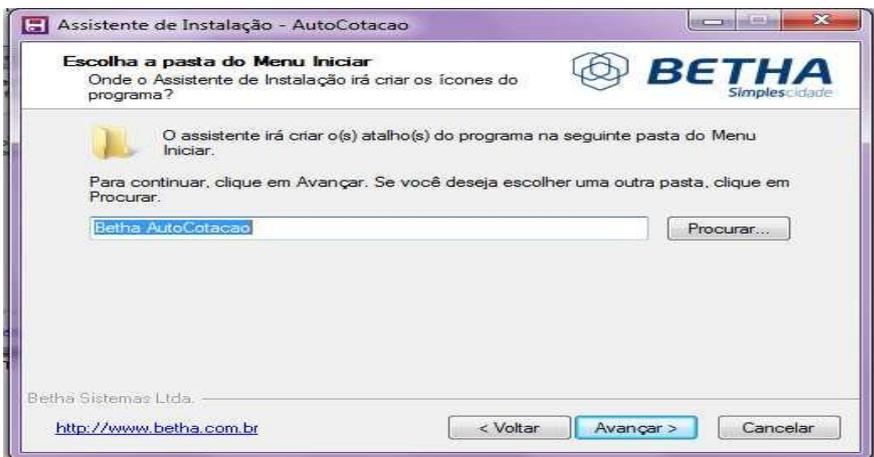 Assistente de Instalação - AutoCotacao
Escolha a pasta do Menu Iniciar
Onde o Assistente de Instalação irá criar os ícones do
programa?
BETHA
Simplescidade
O assistente irá criar o(s) atalho(s) do programa na seguinte pasta do Menu
Iniciar.
Para continuar, clique em Avançar. Se você deseja escolher uma outra pasta, clique em
Procurar.
Betha AutoCotacao
Procurar...
Betha Sistemas Ltda.
http://www.betha.com.br
< Voltar
Avançar >
Cancelar